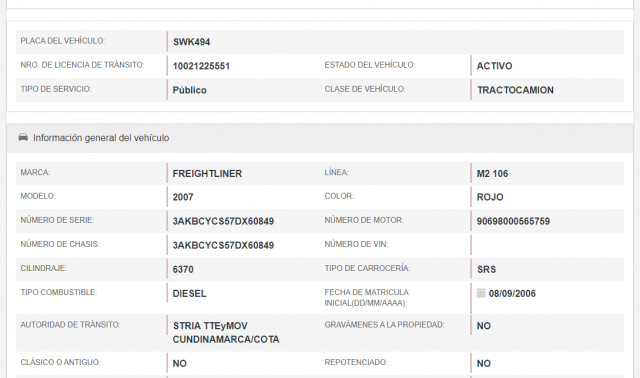 PLACA DEL VEHÍCULO: SWK494
NRO. DE LICENCIA DE TRÁNSITO: 10021225551 ESTADO DEL VEHÍCULO: ACTIVO
TIPO DE SERVICIO: Público CLASE DE VEHÍCULO: TRACTOCAMION
Información general del vehículo
MARCA: FREIGHTLINER LÍNEA: M2 106
MODELO: 2007 COLOR: ROJO
NÚMERO DE SERIE: 3AKBCYCS57DX60849 NÚMERO DE MOTOR: 90698000565759
NÚMERO DE CHASIS: 3AKBCYCS57DX60849 NÚMERO DE VIN:
CILINDRAJE: 6370 TIPO DE CARROCERÍA: SRS
TIPO COMBUSTIBLE: DIESEL FECHA DE MATRICULA INICIAL(DD/MM/AAAA): 08/09/2006
AUTORIDAD DE TRÁNSITO: STRIA TTEyMOV CUNDINAMARCA/COTA GRAVÁMENES A LA PROPIEDAD: NO
CLÁSICO O ANTIGUO: NO REPOTENCIADO: NO